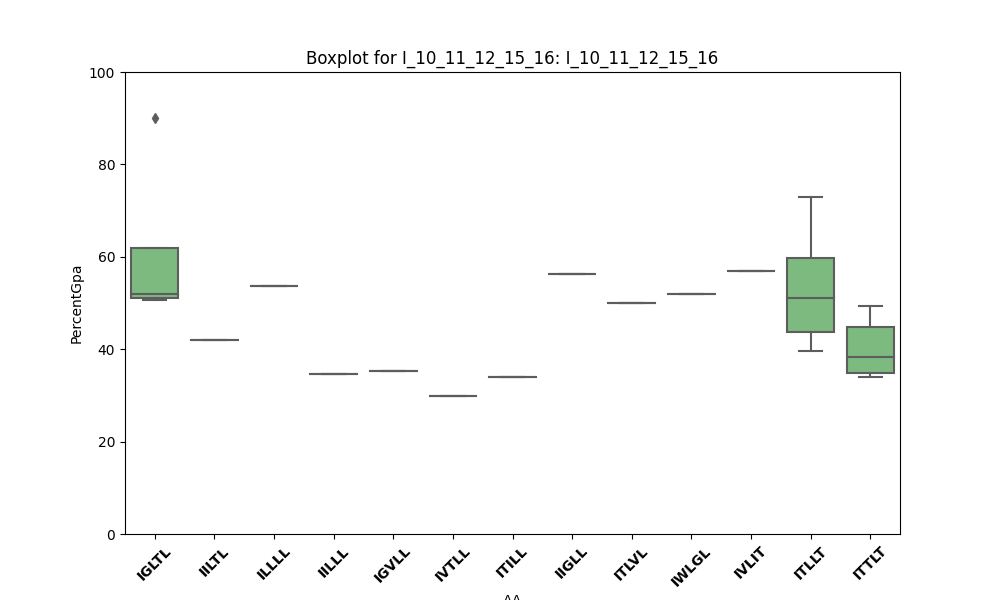 Boxplot for I_10_11_12_15_16: I_10_11_12_15_16
PercentGpa
100
80
60
40
20
0
IGLTL
IILTL
ILLLL
IILLL
IGVLL
IVTLL
ITILL
IIGLL
ITLVL
IWLGL
IVLIT
ITLLT
ITTLT
AA